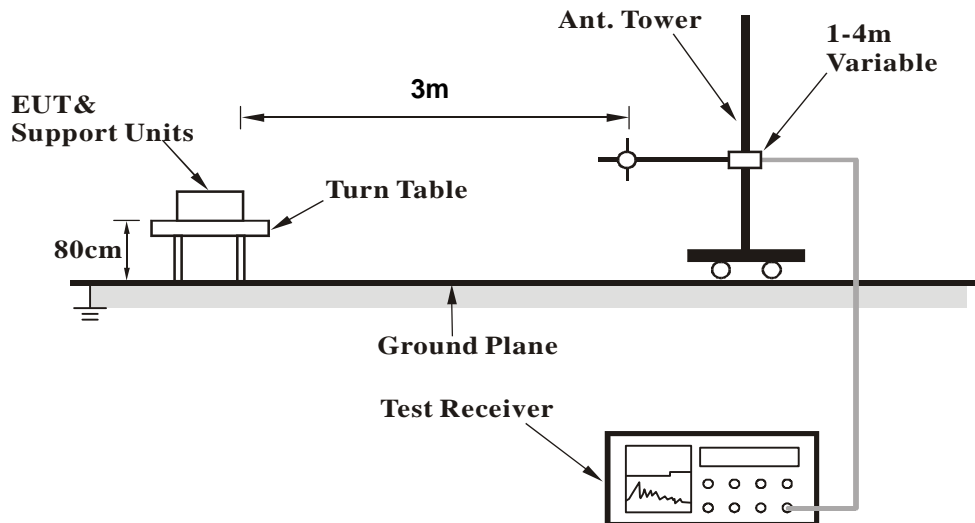 Ant. Tower
1-4m
Variable
3m
EUT&
Support Units
Turn Table
80cm
Ground Plane
Test Receiver